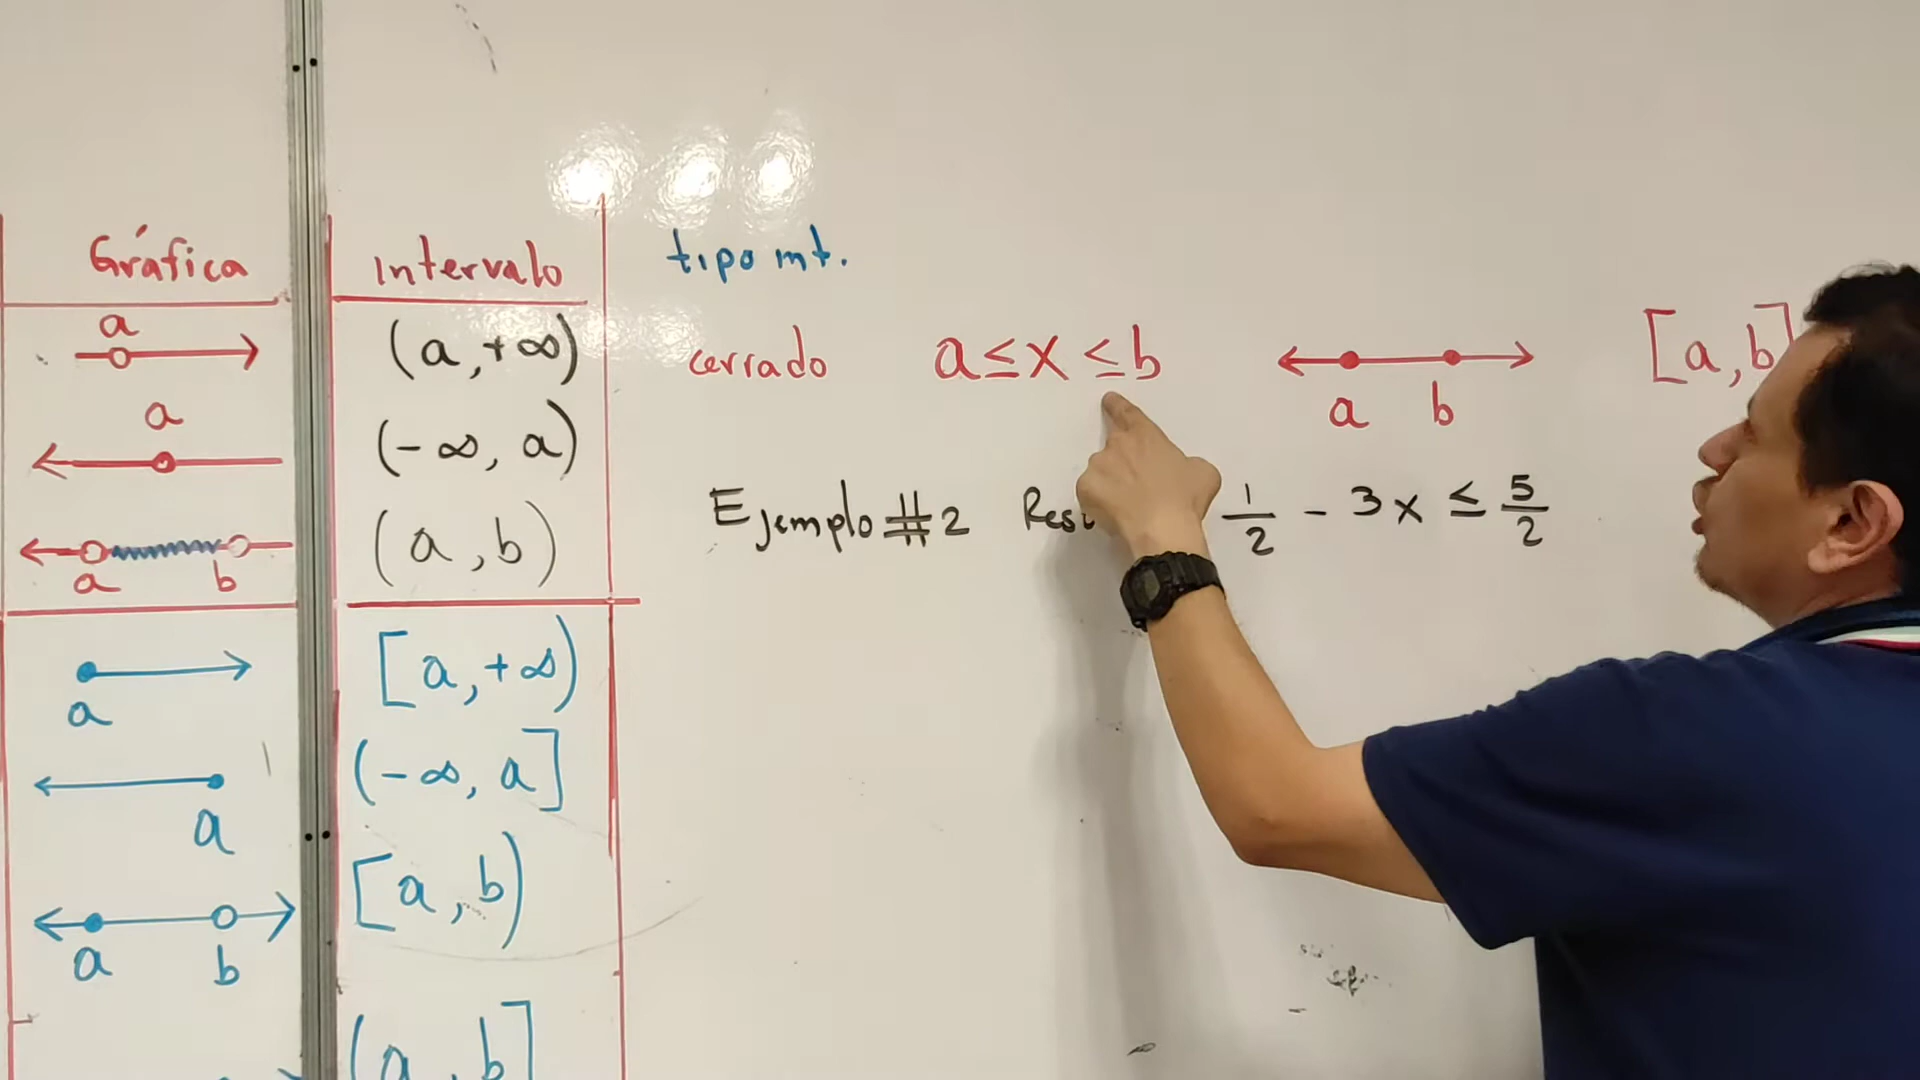 Gráfica
a
a
a b
a
a
a b
Intervalo
(a, +∞)
(-∞, a)
(a, b)
[a, +∞)
(-∞, a]
[a, b)
(a, b]
tipo int.
cerrado a ≤ x ≤ b a b [a, b]
Ejemplo #2 1/2 - 3x ≤ 5/2